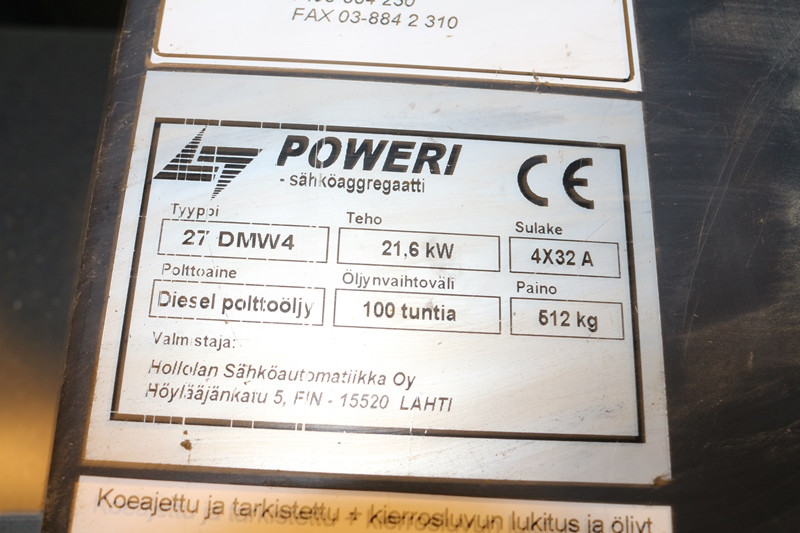 FAX 03-884 2 310
POWERI
- sähköaggregaatti
CE
Tyyppi Teho Sulake
27 DMW4 21,6 kW 4X32 A
Polttoaine Öljynvaihtoväli Paino
Diesel polttoöljy 100 tuntia 512 kg
Valmistaja:
Hollolan Sähköautomatiikka Oy
Höylääjänkatu 5, FIN - 15520 LAHTI
Koeajettu ja tarkistettu + kierrosluvun lukitus ja öljyt